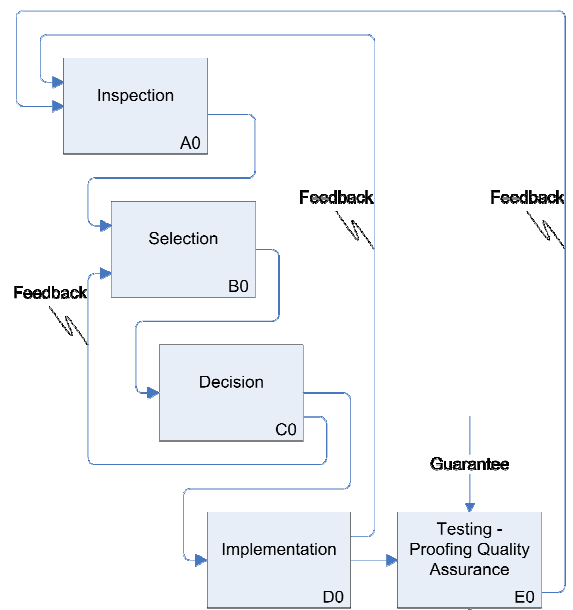 Inspection
A0
Feedback
Feedback
Selection
B0
Feedback
Decision
C0
Guarantee
Implementation
D0
Testing -
Proofing Quality
Assurance
E0